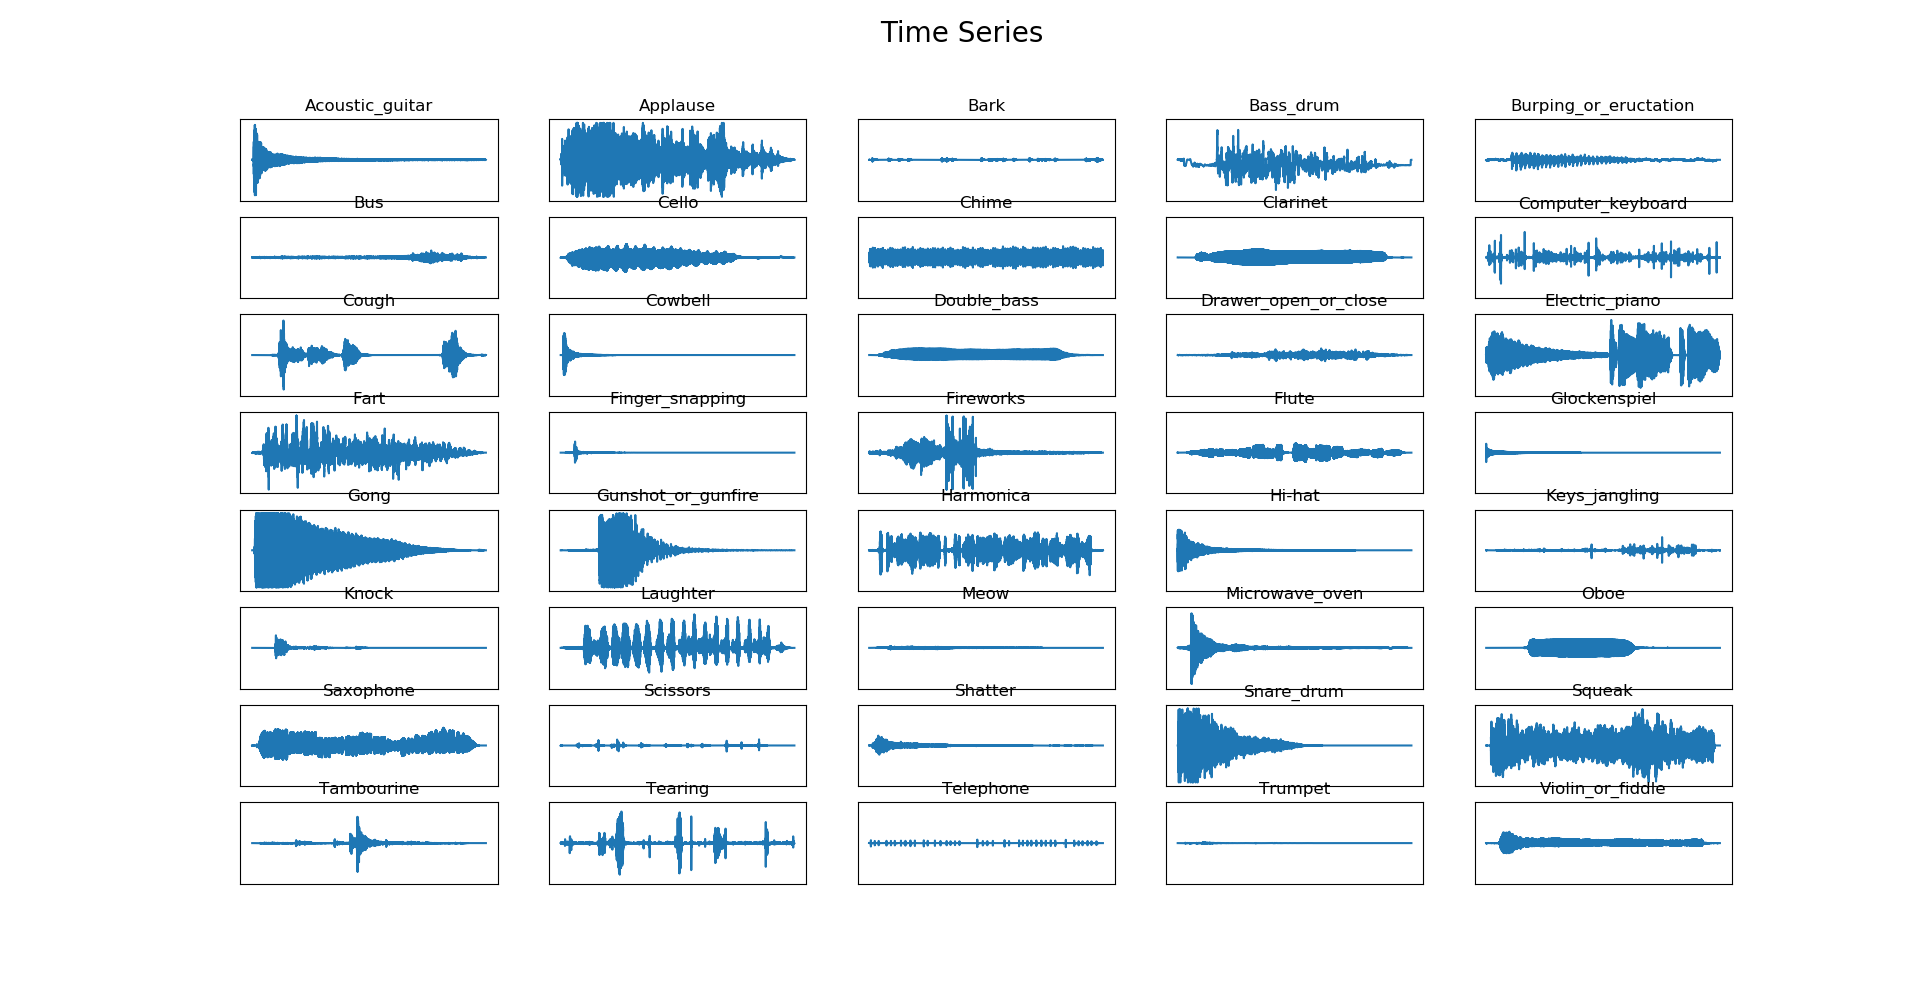 Time Series
Acoustic_guitar Applause Bark Bass_drum Burping_or_eructation
Bus Cello Chime Clarinet Computer_keyboard
Cough Cowbell Double_bass Drawer_open_or_close Electric_piano
Fart Finger_snapping Fireworks Flute Glockenspiel
Gong Gunshot_or_gunfire Harmonica Hi-hat Keys_jangling
Knock Laughter Meow Microwave_oven Oboe
Saxophone Scissors Shatter Snare_drum Squeak
Tambourine Tearing Telephone Trumpet Violin_or_fiddle